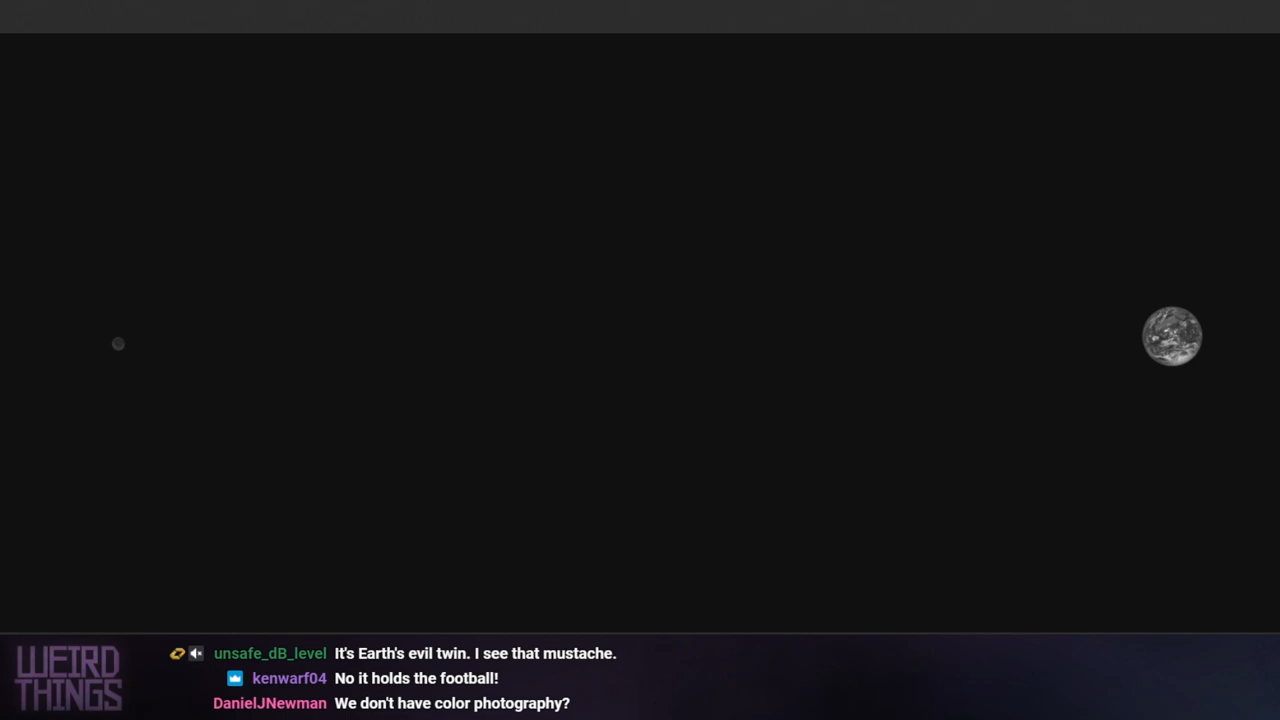 WEIRD
THINGS
unsafe_dB_level It's Earth's evil twin. I see that mustache.
kenwarf04 No it holds the football!
DanielJNewman We don't have color photography?